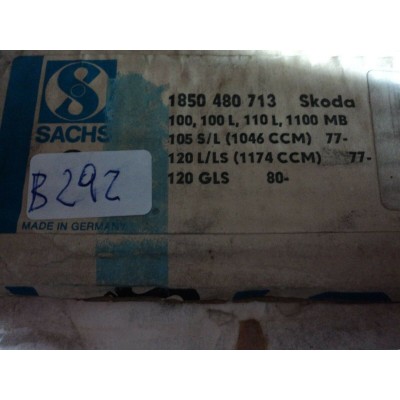 1850 480 713 Skoda
100, 100 L, 110 L, 1100 MB
105 S/L (1046 CCM) 77-
120 L/LS (1174 CCM) 77-
120 GLS 80-
S
SACHS
B292
MADE IN GERMANY